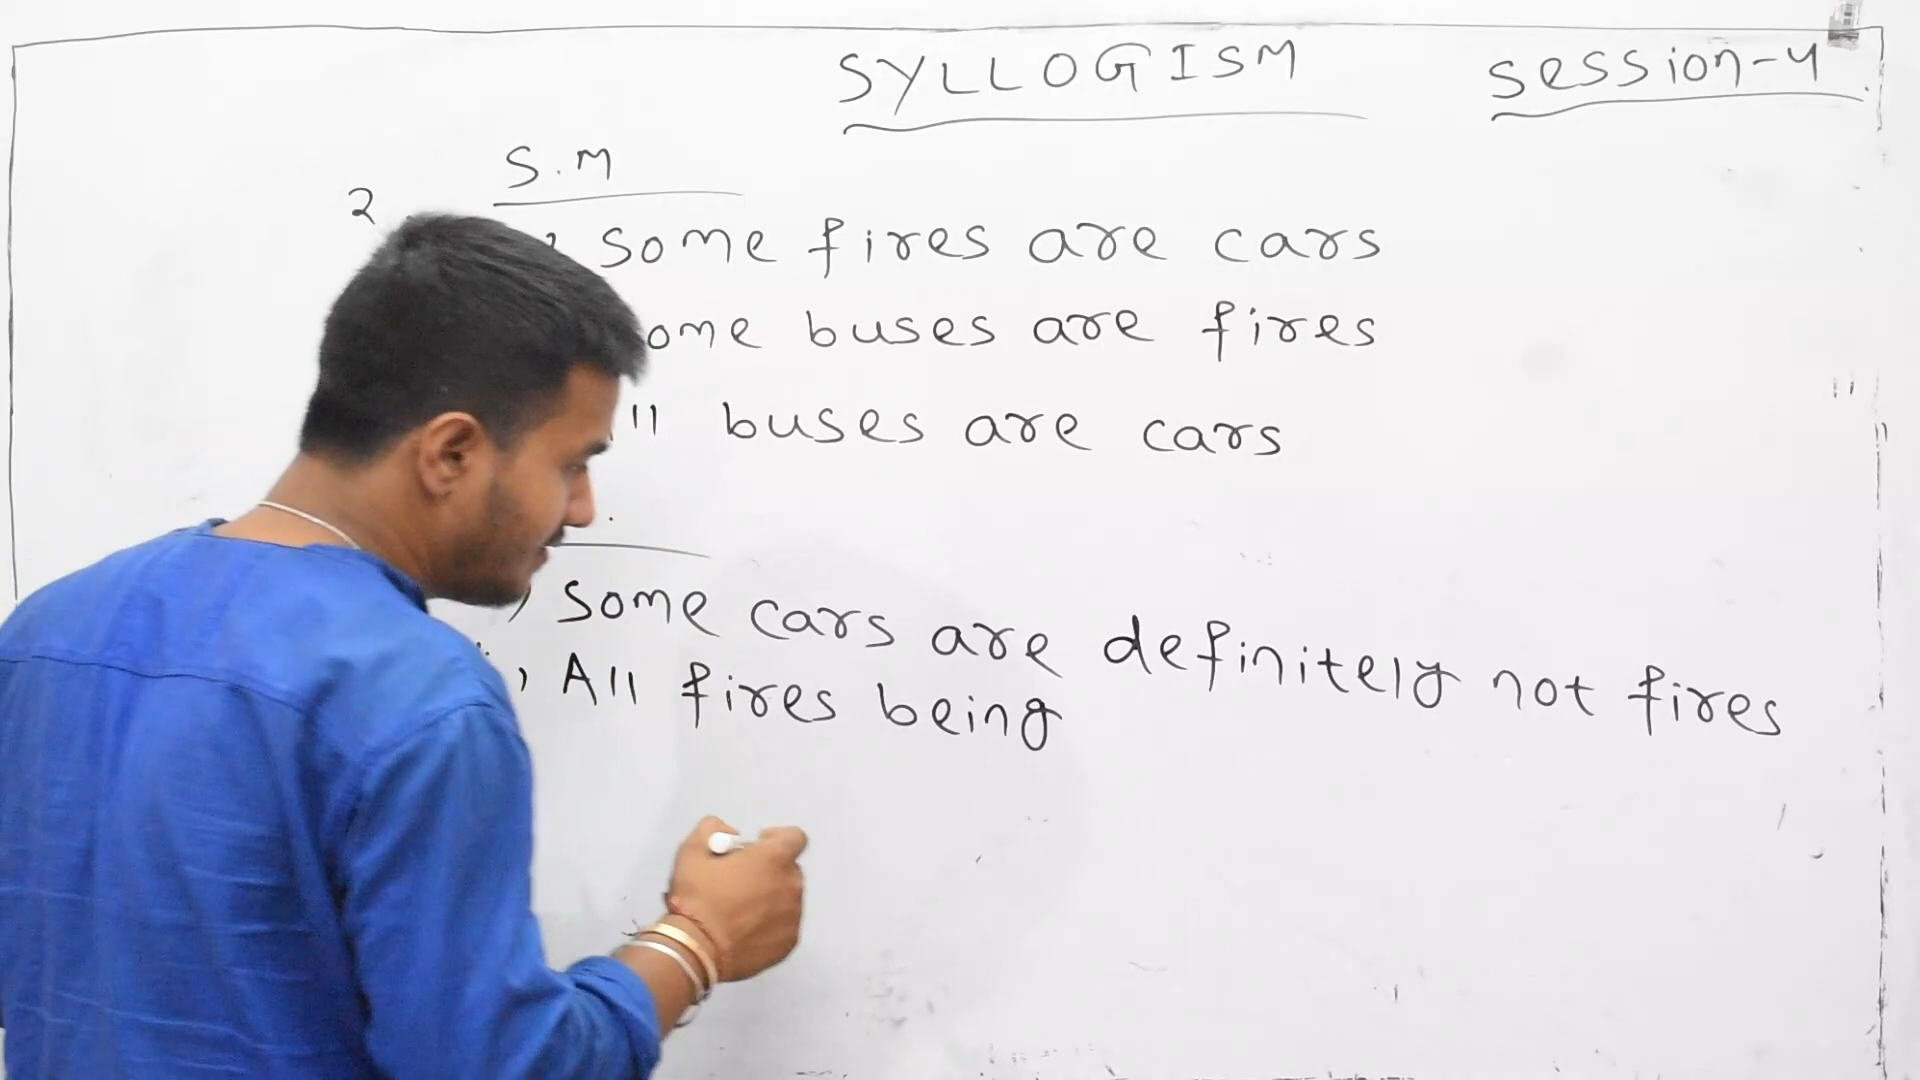 SYLLOGISM
Session-4
S.M
2
Some fires are cars
ome buses are fires
ll buses are cars
Some cars are definitely not fires
All fires being